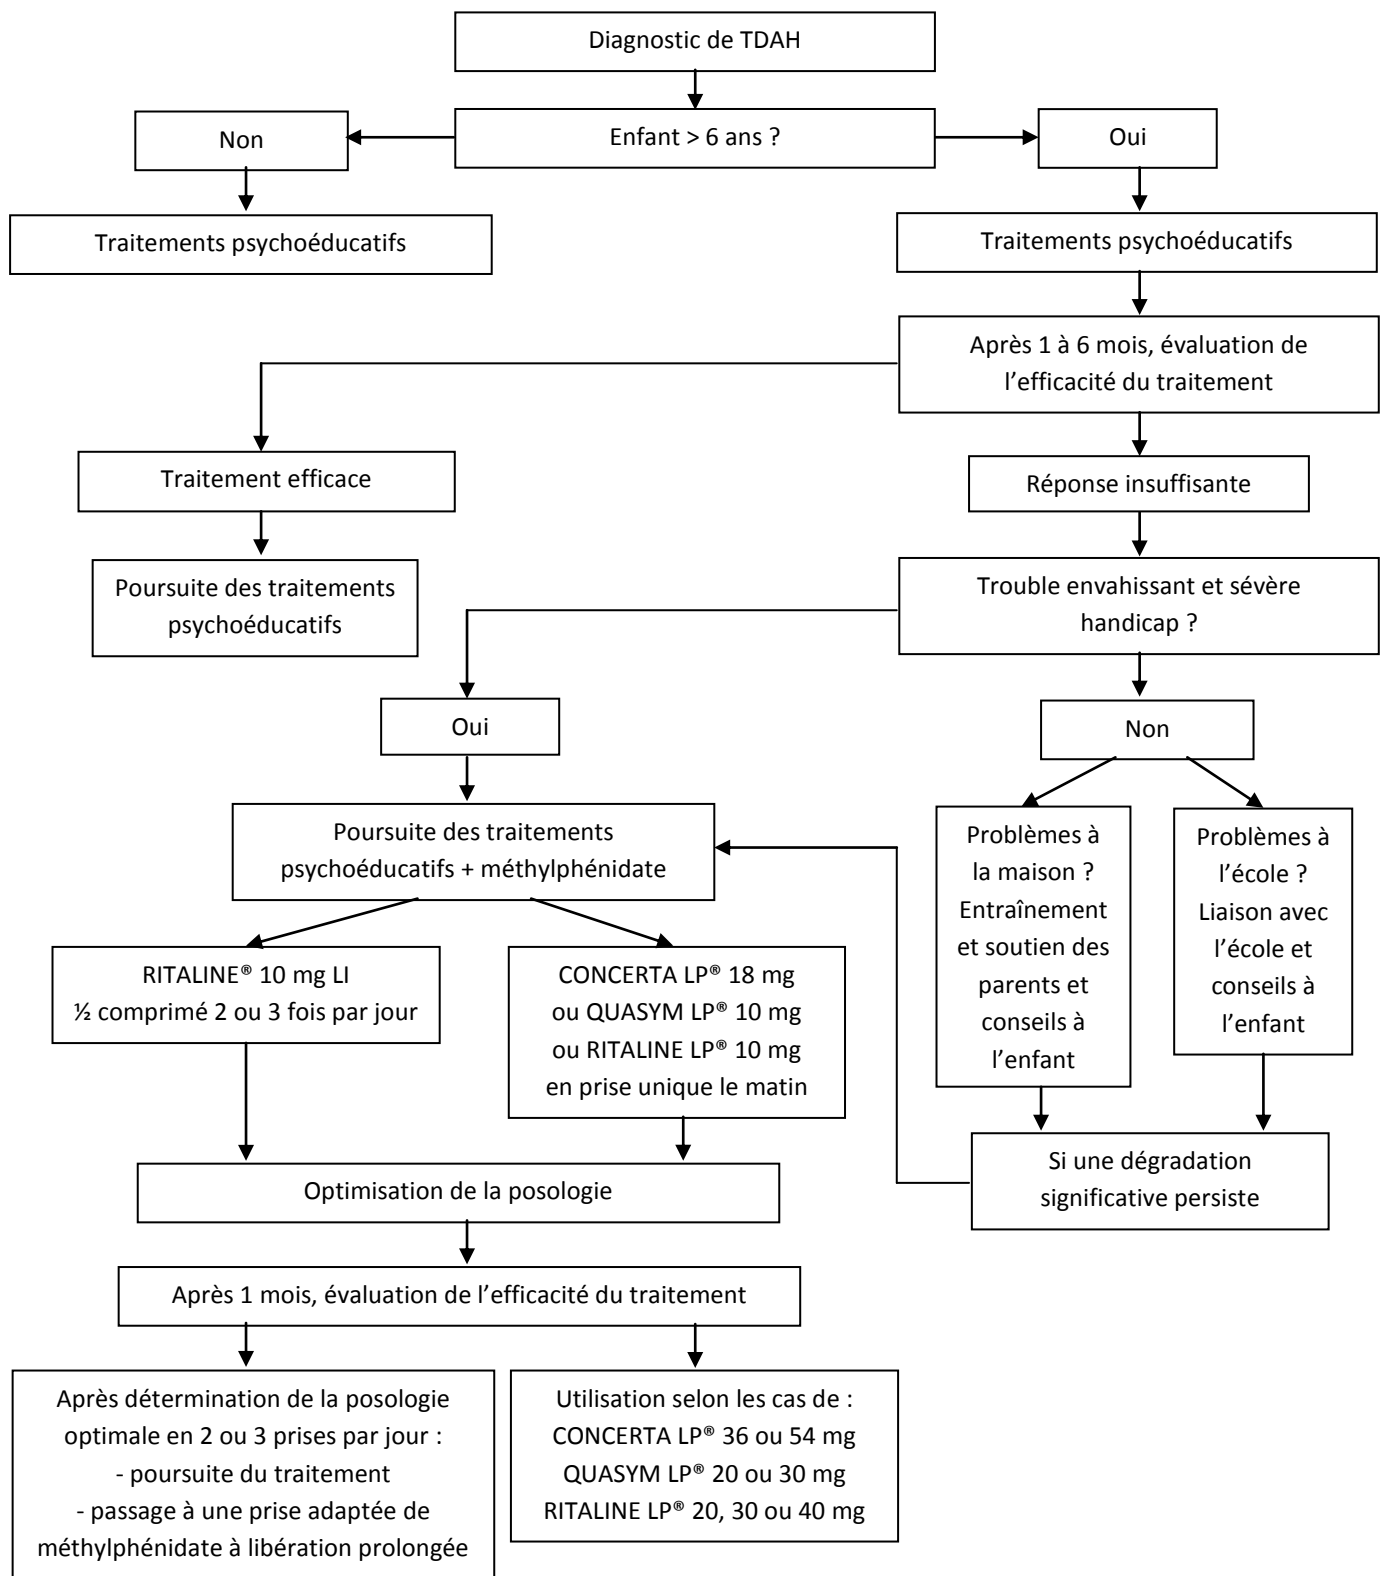 Diagnostic de TDAH
Non
Enfant > 6 ans ?
Oui
Traitements psychoéducatifs
Traitements psychoéducatifs
Après 1 à 6 mois, évaluation de
l’efficacité du traitement
Traitement efficace
Réponse insuffisante
Poursuite des traitements
psychoéducatifs
Trouble envahissant et sévère
handicap ?
Oui
Non
Poursuite des traitements
psychoéducatifs + méthylphénidate
Problèmes à
la maison ?
Entraînement
et soutien des
parents et
conseils à
l’enfant
Problèmes à
l’école ?
Liaison avec
l’école et
conseils à
l’enfant
RITALINE® 10 mg LI
½ comprimé 2 ou 3 fois par jour
CONCERTA LP® 18 mg
ou QUASYM LP® 10 mg
ou RITALINE LP® 10 mg
en prise unique le matin
Si une dégradation
significative persiste
Optimisation de la posologie
Après 1 mois, évaluation de l’efficacité du traitement
Après détermination de la posologie
optimale en 2 ou 3 prises par jour :
- poursuite du traitement
- passage à une prise adaptée de
méthylphénidate à libération prolongée
Utilisation selon les cas de :
CONCERTA LP® 36 ou 54 mg
QUASYM LP® 20 ou 30 mg
RITALINE LP® 20, 30 ou 40 mg